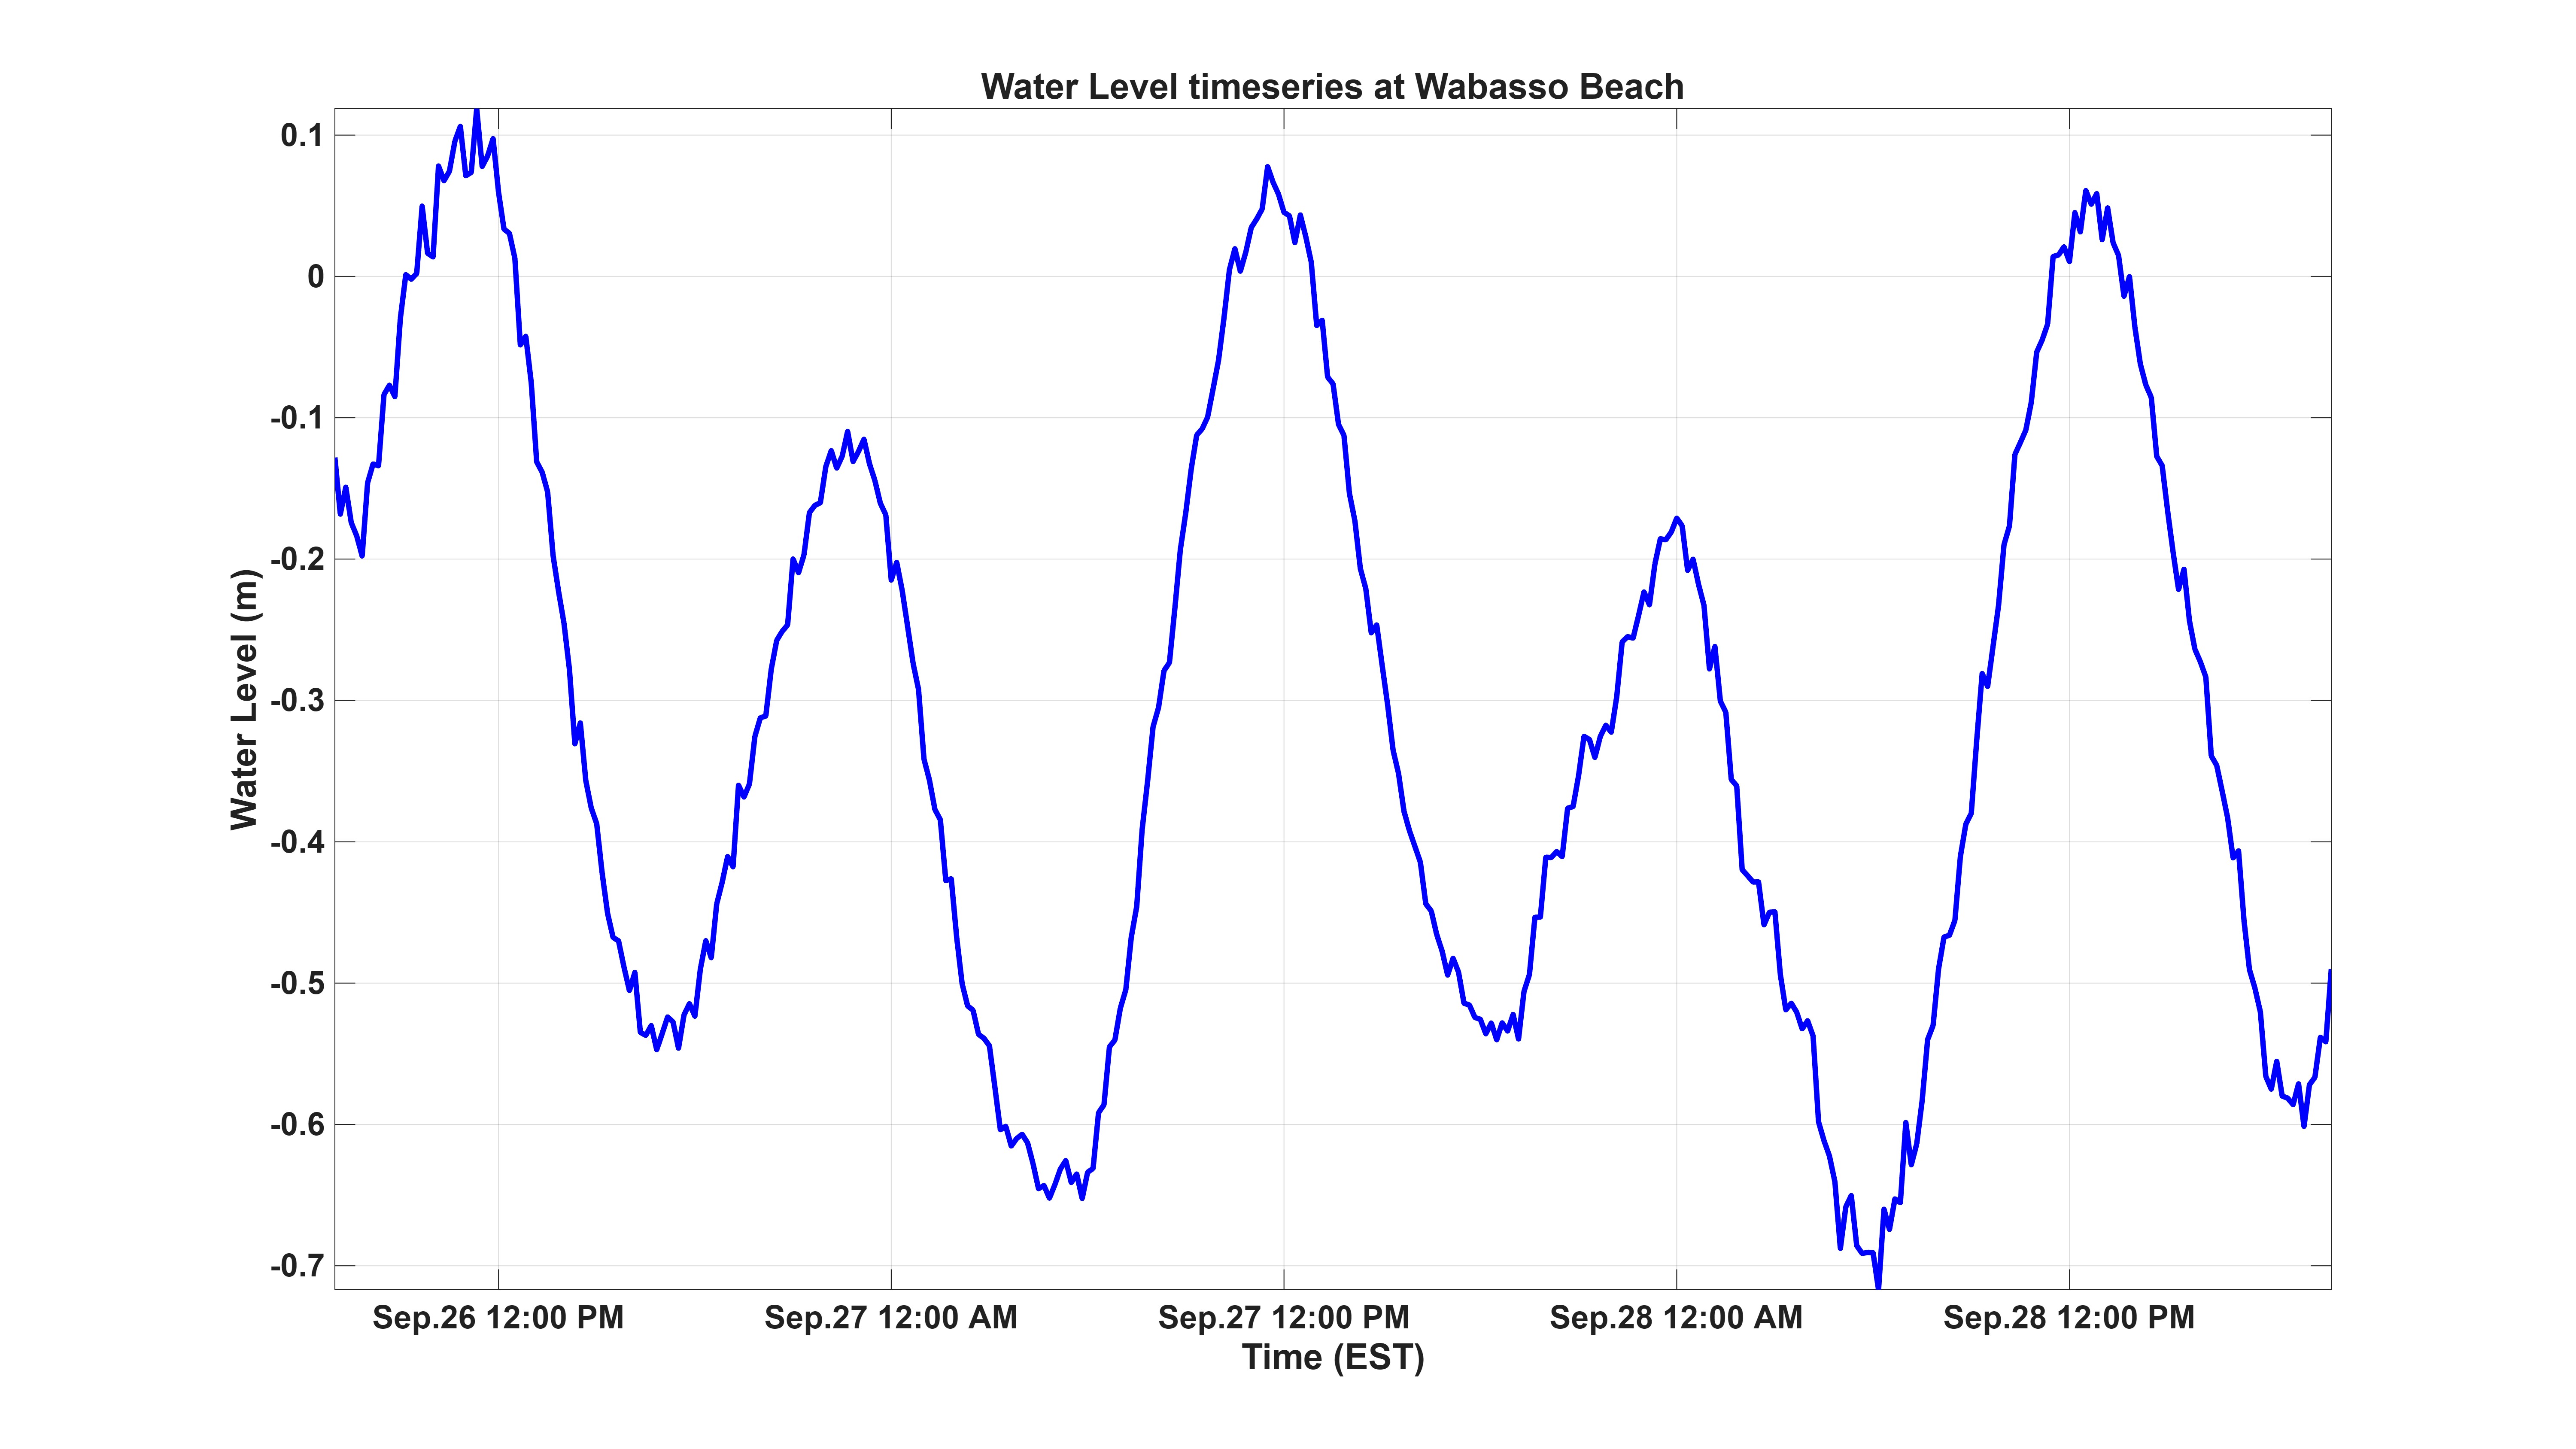 Water Level timeseries at Wabasso Beach
0.1
0
-0.1
-0.2
-0.3
-0.4
-0.5
-0.6
-0.7
Water Level (m)
Sep.26 12:00 PM
Sep.27 12:00 AM
Sep.27 12:00 PM
Sep.28 12:00 AM
Sep.28 12:00 PM
Time (EST)